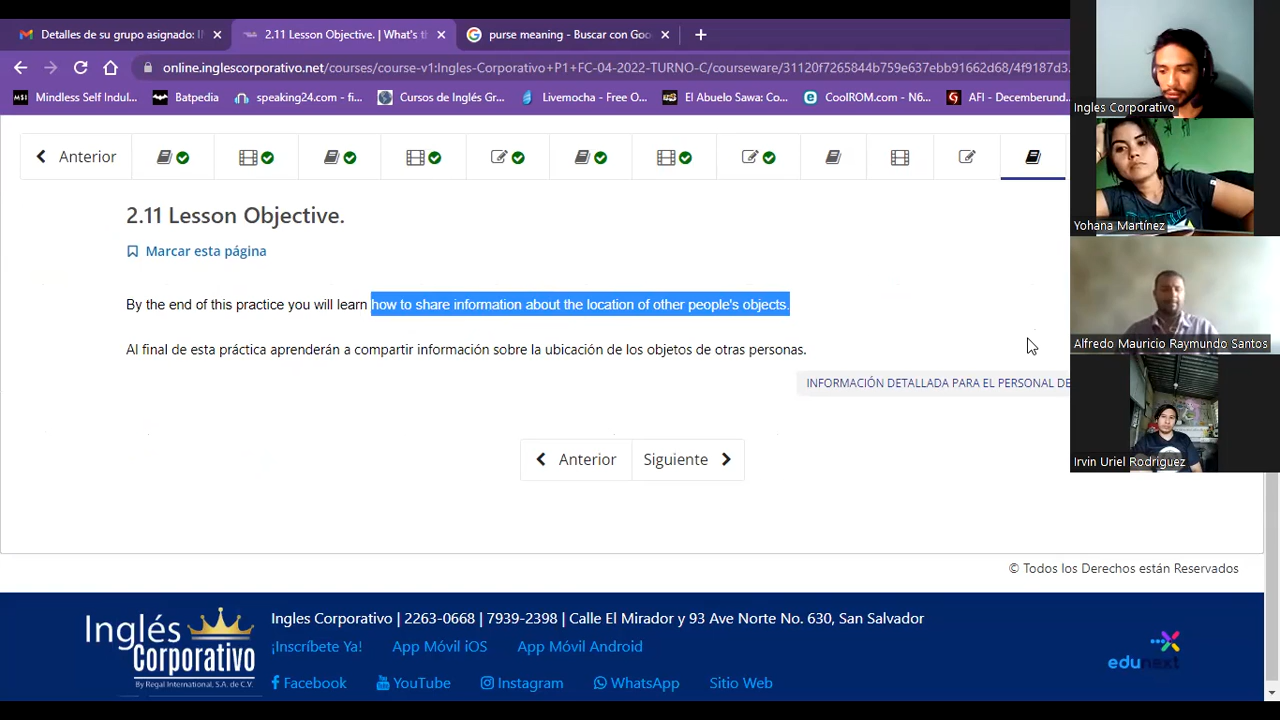 Detalles de su grupo asignado: I
2.11 Lesson Objective. | What's th
purse meaning - Buscar con Goo
online.inglescorporativo.net/courses/course-v1:Ingles-Corporativo+P1+FC-04-2022-TURNO-C/courseware/31120f7265844b759e637ebb91662d68/4f9187d3.
Mindless Self Indul...
Batpedia
speaking24.com - fi...
Cursos de Inglés Gr...
Livemocha - Free O...
El Abuelo Sawa: Co...
CoolROM.com - N6...
AFI - Decemberund...
Anterior
2.11 Lesson Objective.
Marcar esta página
By the end of this practice you will learn how to share information about the location of other people's objects.
Al final de esta práctica aprenderán a compartir información sobre la ubicación de los objetos de otras personas.
INFORMACIÓN DETALLADA PARA EL PERSONAL DE
Anterior
Siguiente
© Todos los Derechos están Reservados
Inglés
Corporativo
By Regal International, S.A. de C.V.
Ingles Corporativo | 2263-0668 | 7939-2398 | Calle El Mirador y 93 Ave Norte No. 630, San Salvador
¡Inscríbete Ya!
App Móvil iOS
App Móvil Android
Facebook
YouTube
Instagram
WhatsApp
Sitio Web
edunext
Ingles Corporativo
Yohana Martínez
Alfredo Mauricio Raymundo Santos
Irvin Uriel Rodriguez